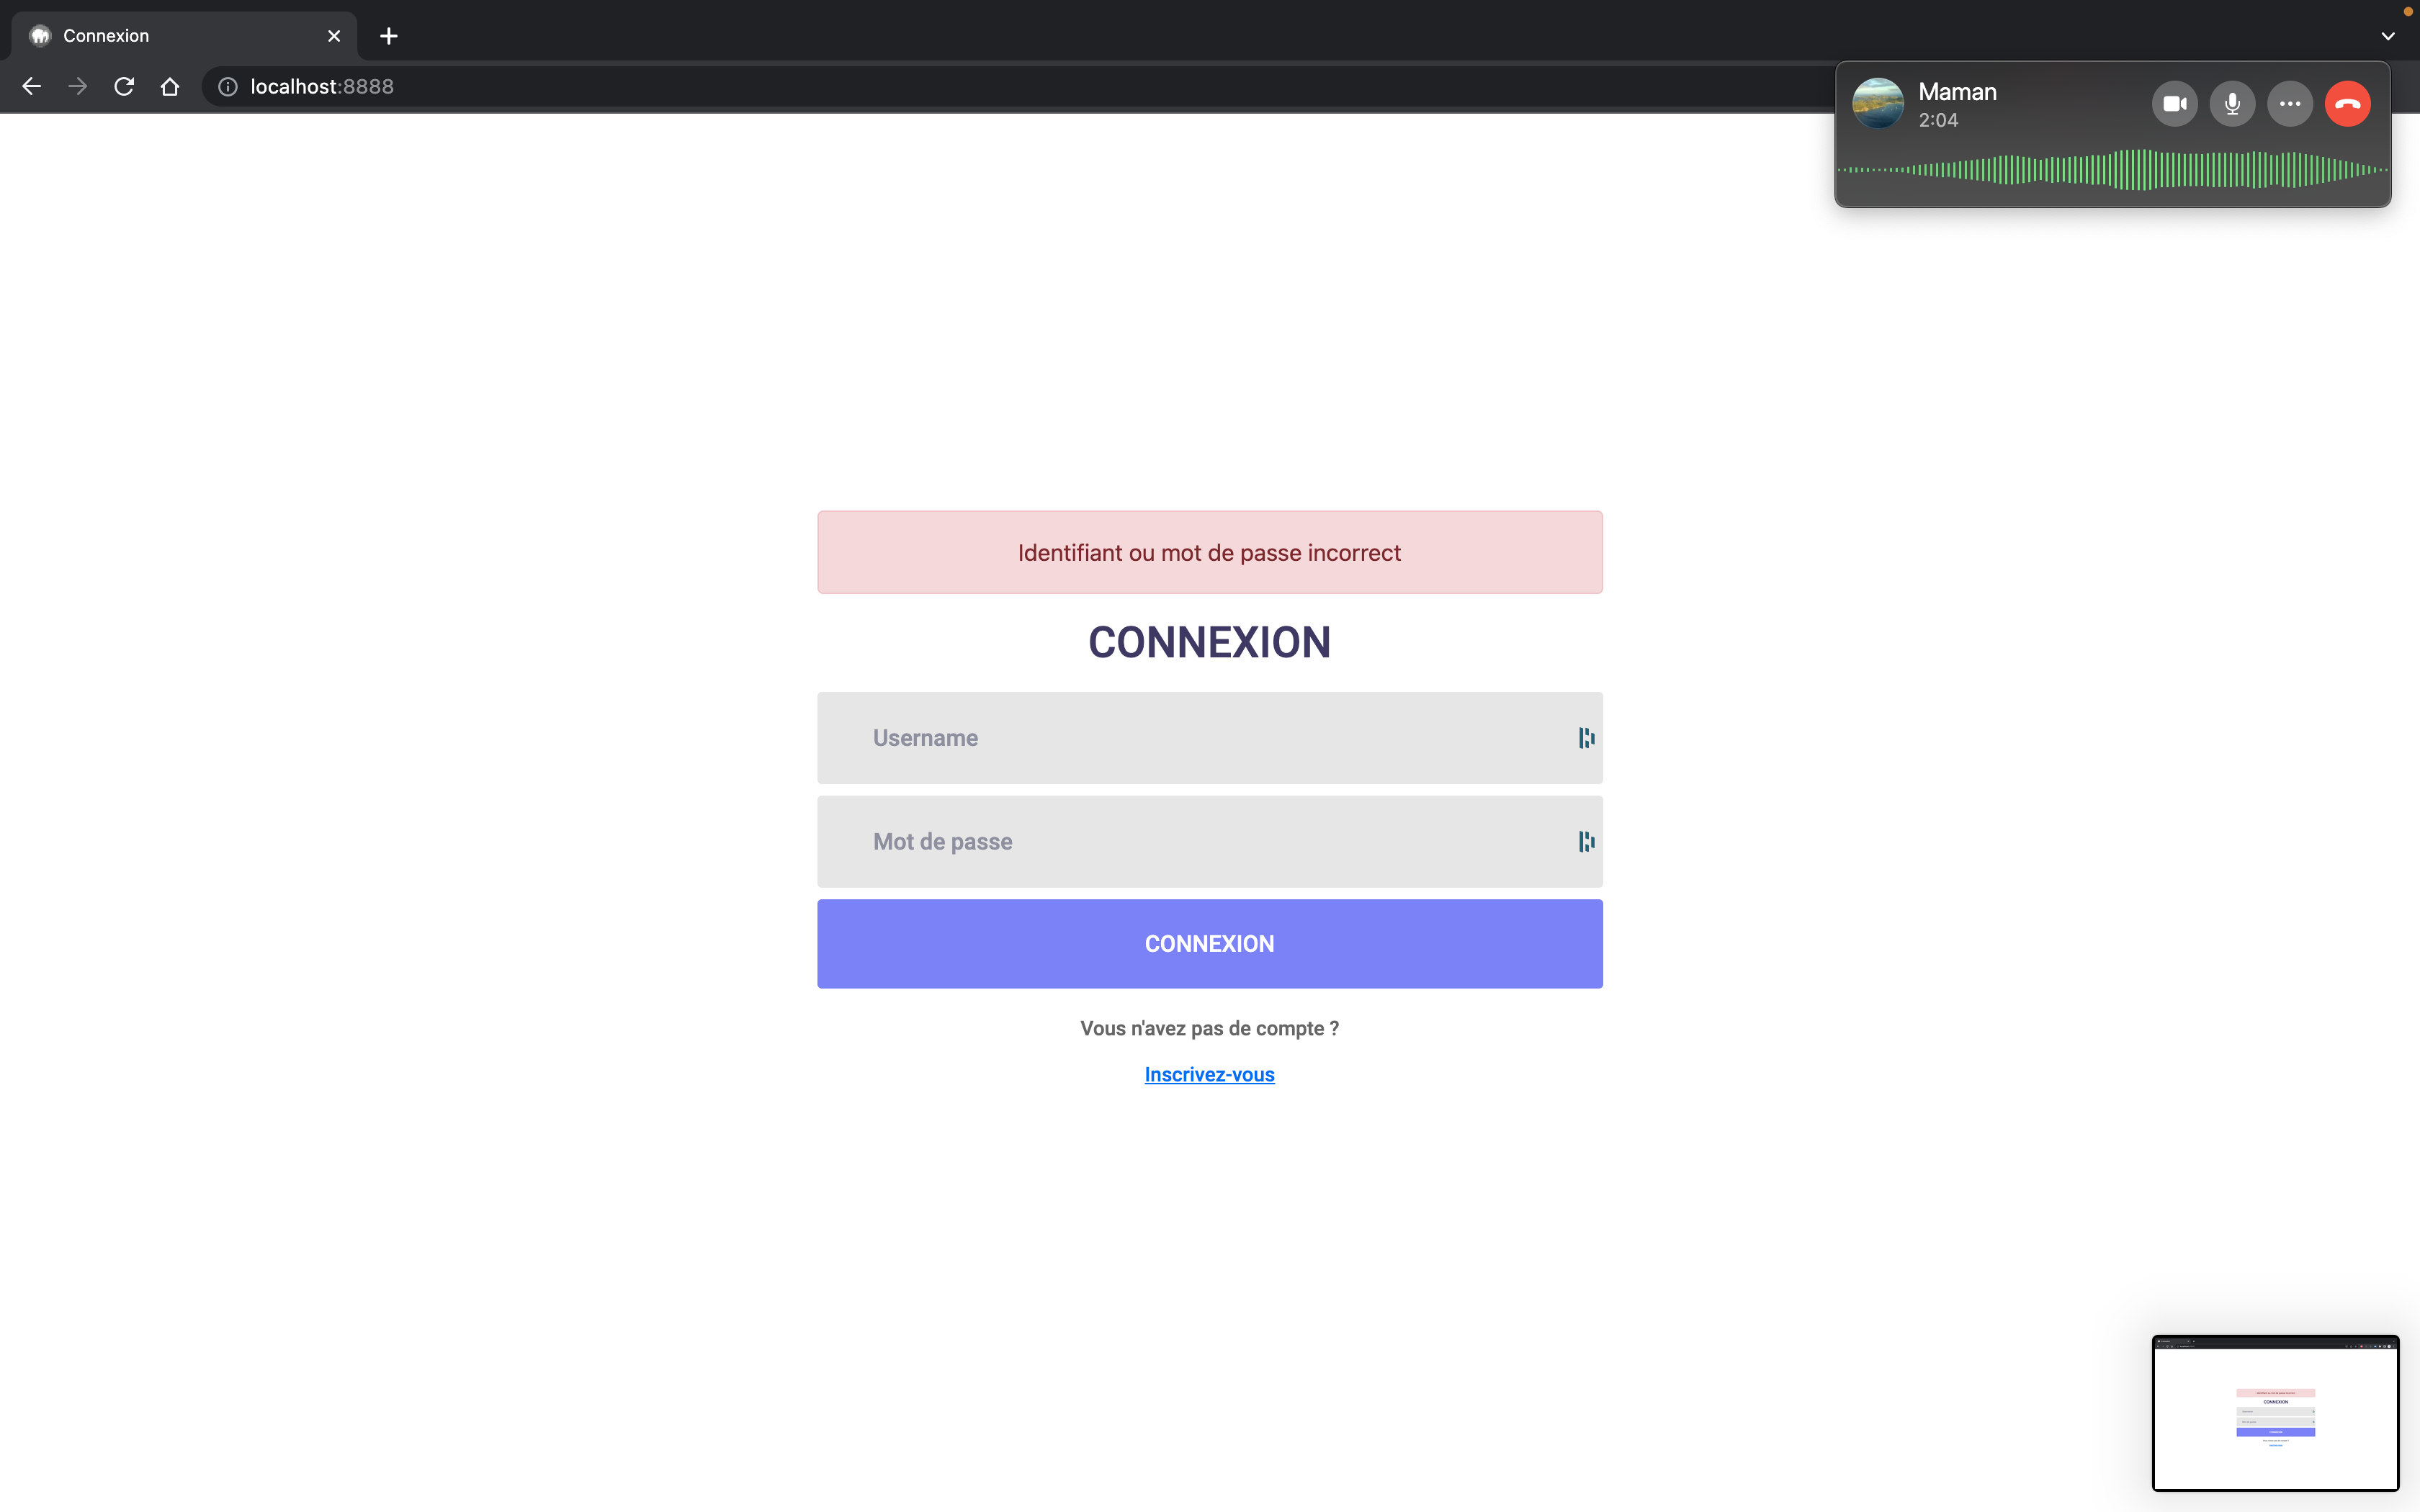 Connexion
localhost:8888
Maman
2:04
Identifiant ou mot de passe incorrect
CONNEXION
Username
Mot de passe
CONNEXION
Vous n'avez pas de compte ?
Inscrivez-vous
CONNEXION